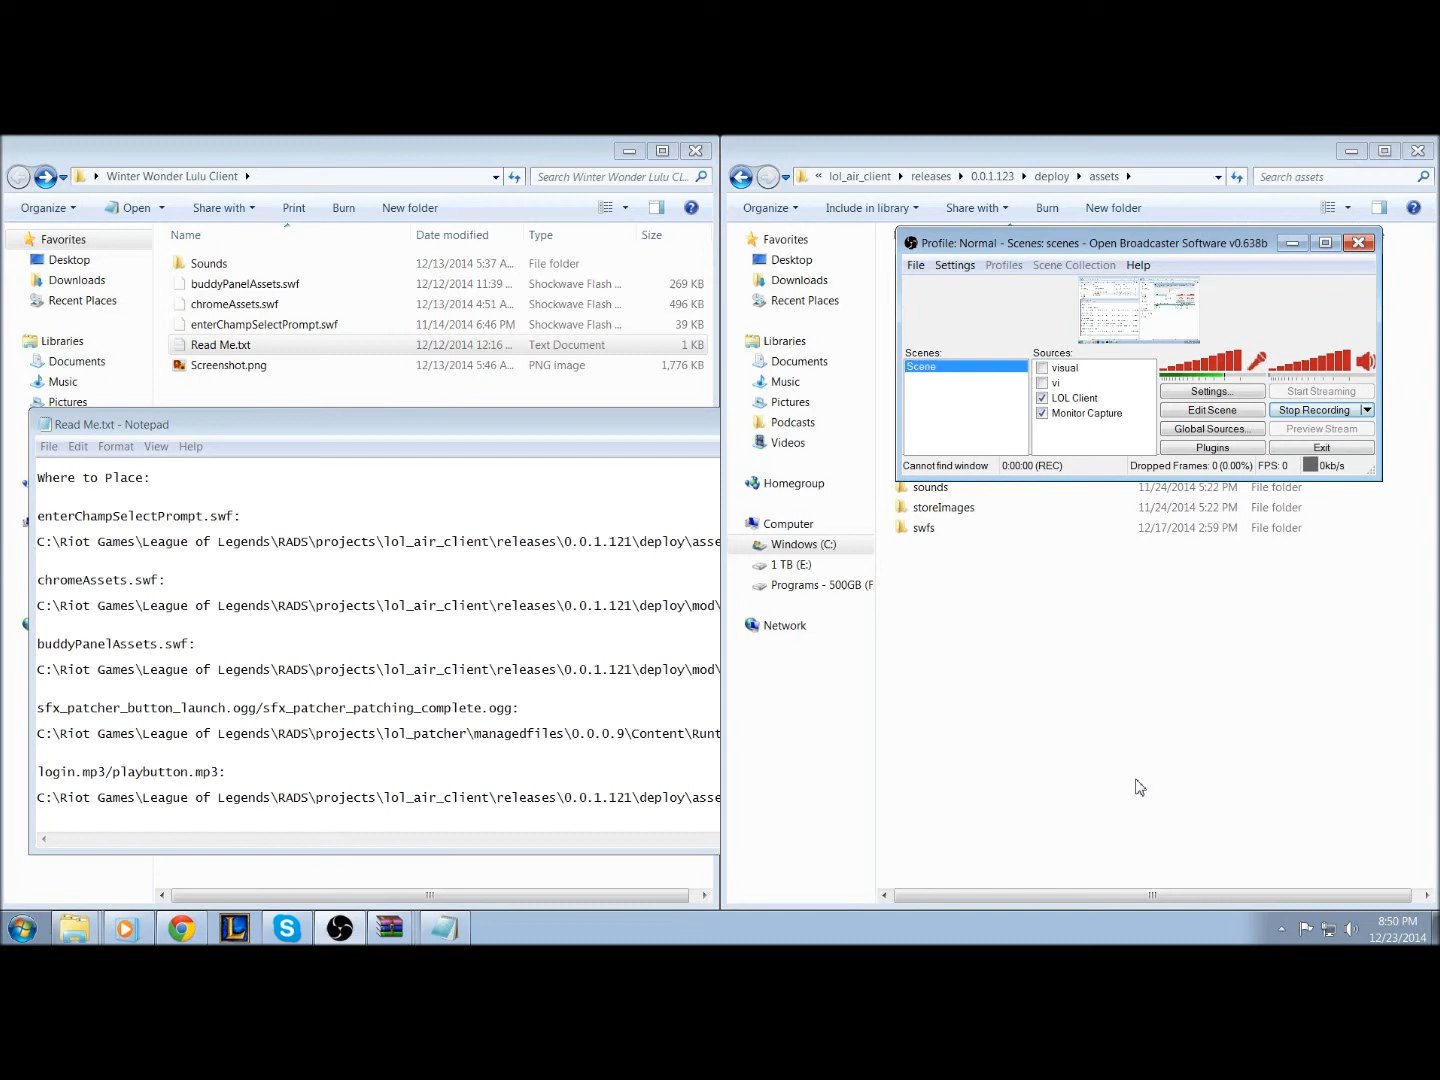 Winter Wonder Lulu Client
Search Winter Wonder Lulu CL...
Organize
Open
Share with
Print
Burn
New folder
Favorites
Desktop
Downloads
Recent Places
Libraries
Documents
Music
Pictures
Name
Date modified
Type
Size
Sounds
12/13/2014 5:37 A...
File folder
buddyPanelAssets.swf
12/12/2014 11:39 ...
Shockwave Flash ...
269 KB
chromeAssets.swf
12/13/2014 4:51 A...
Shockwave Flash ...
496 KB
enterChampSelectPrompt.swf
11/14/2014 6:46 PM
Shockwave Flash ...
39 KB
Read Me.txt
12/12/2014 12:16 ...
Text Document
1 KB
Screenshot.png
12/13/2014 5:46 A...
PNG image
1,776 KB
Read Me.txt - Notepad
File Edit Format View Help
Where to Place:
enterChampSelectPrompt.swf:
C:\Riot Games\League of Legends\RADS\projects\lol_air_client\releases\0.0.1.121\deploy\asse
chromeAssets.swf:
C:\Riot Games\League of Legends\RADS\projects\lol_air_client\releases\0.0.1.121\deploy\mod\
buddyPanelAssets.swf:
C:\Riot Games\League of Legends\RADS\projects\lol_air_client\releases\0.0.1.121\deploy\mod\
sfx_patcher_button_launch.ogg/sfx_patcher_patching_complete.ogg:
C:\Riot Games\League of Legends\RADS\projects\lol_patcher\managedfiles\0.0.0.9\Content\Runt
login.mp3/playbutton.mp3:
C:\Riot Games\League of Legends\RADS\projects\lol_air_client\releases\0.0.1.121\deploy\asse
« lol_air_client
releases
0.0.1.123
deploy
assets
Search assets
Organize
Include in library
Share with
Burn
New folder
Favorites
Desktop
Downloads
Recent Places
Libraries
Documents
Music
Pictures
Podcasts
Videos
Homegroup
Computer
Windows (C:)
1 TB (E:)
Programs - 500GB (F
Network
Profile: Normal - Scenes: scenes - Open Broadcaster Software v0.638b
File Settings Profiles Scene Collection Help
Scenes:
Scene
Sources:
visual
vi
LOL Client
Monitor Capture
Settings...
Start Streaming
Edit Scene
Stop Recording
Global Sources...
Preview Stream
Plugins
Exit
Cannot find window
0:00:00 (REC)
Dropped Frames: 0 (0.00%)
FPS: 0
0kb/s
sounds
11/24/2014 5:22 PM
File folder
storeImages
11/24/2014 5:22 PM
File folder
swfs
12/17/2014 2:59 PM
File folder
8:50 PM
12/23/2014